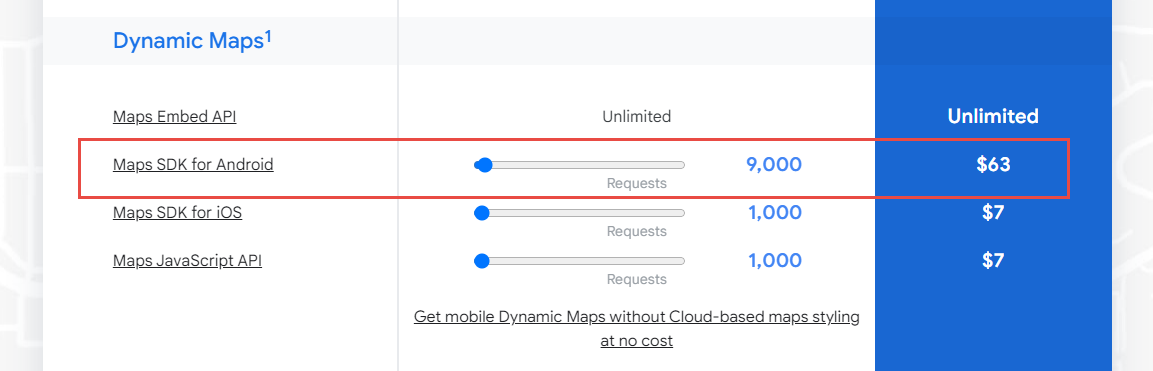 Dynamic Maps¹
Maps Embed API Unlimited Unlimited
Maps SDK for Android 9,000 $63
Requests
Maps SDK for iOS 1,000 $7
Requests
Maps JavaScript API 1,000 $7
Requests
Get mobile Dynamic Maps without Cloud-based maps styling
at no cost